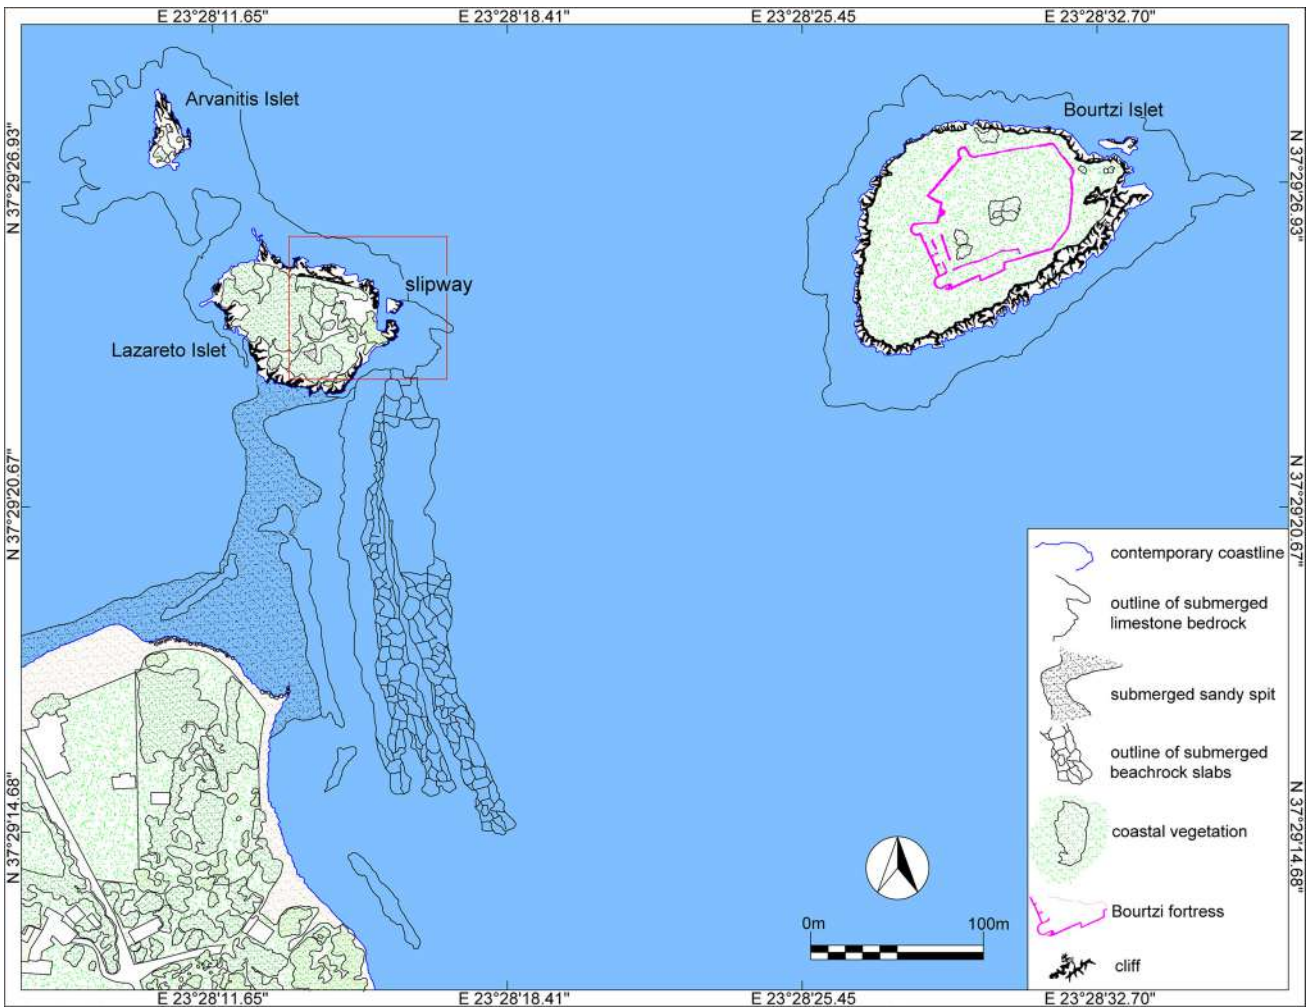 E 23°28'11.65" E 23°28'18.41" E 23°28'25.45 E 23°28'32.70"
Arvanitis Islet
Bourtzi Islet
N 37°29'26.93"
N 37°29'26.93"
slipway
Lazareto Islet
N 37°29'20.67"
N 37°29'20.67"
contemporary coastline
outline of submerged
limestone bedrock
submerged sandy spit
outline of submerged
beachrock slabs
N 37°29'14.68"
N 37°29'14.68"
coastal vegetation
Bourtzi fortress
0m 100m
cliff
E 23°28'11.65" E 23°28'18.41" E 23°28'25.45 E 23°28'32.70"